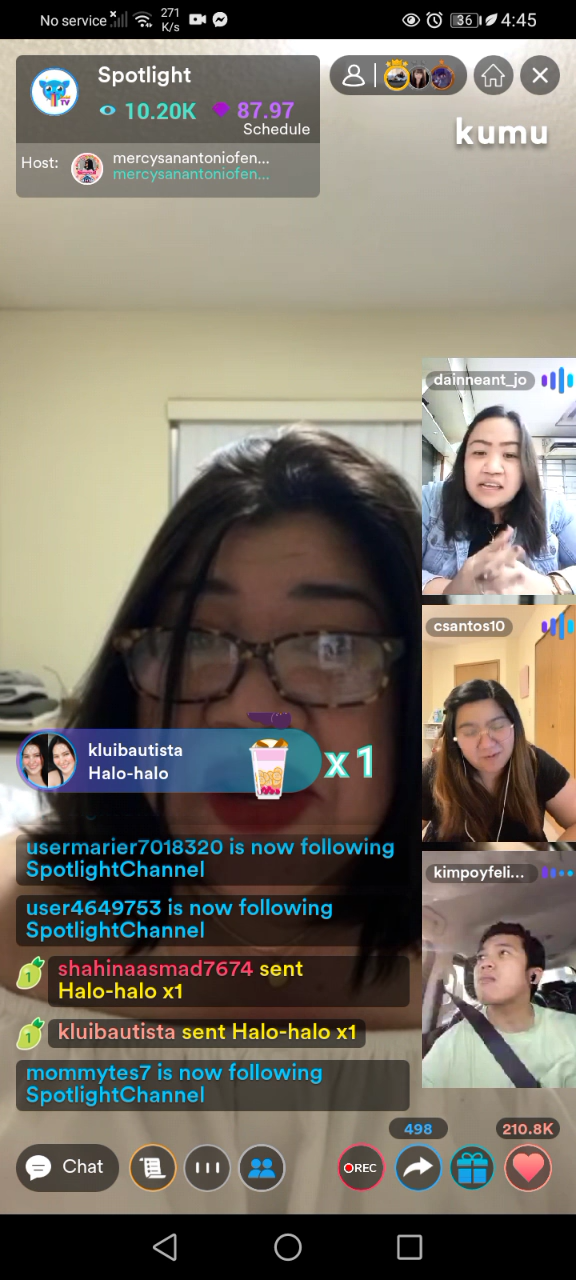 No service
271
K/s
36
4:45
Spotlight
10.20K
87.97
Schedule
Host:
mercysanantoniofen...
mercysanantoniofen...
kumu
dainneant_jo
csantos10
kluibautista
Halo-halo
x1
usermarier7018320 is now following
SpotlightChannel
user4649753 is now following
SpotlightChannel
1
shahinaasmad7674 sent
Halo-halo x1
1
kluibautista sent Halo-halo x1
mommytes7 is now following
SpotlightChannel
kimpoyfeli...
498
210.8K
Chat
REC